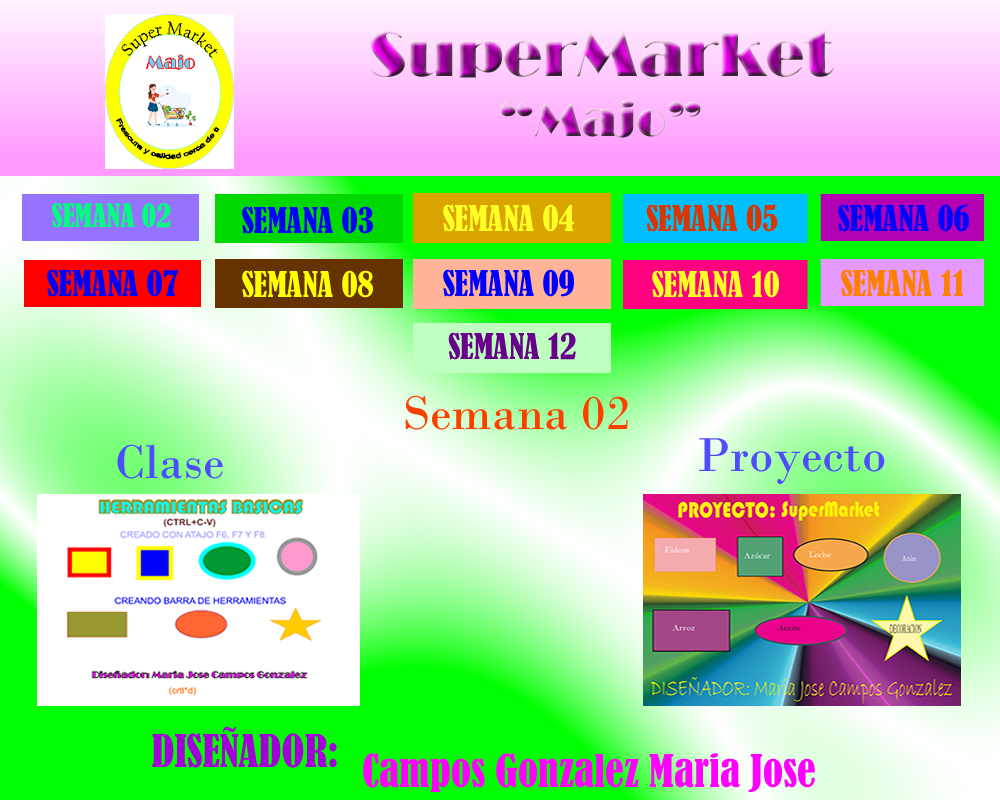 Super Market
Majo
Frescura y calidad cerca de ti
SuperMarket
“Majo”
SEMANA 02
SEMANA 03
SEMANA 04
SEMANA 05
SEMANA 06
SEMANA 07
SEMANA 08
SEMANA 09
SEMANA 10
SEMANA 11
SEMANA 12
Semana 02
Clase
Proyecto
HERRAMIENTAS BASICAS
(CTRL+C-V)
CREADO CON ATAJO F6, F7 Y F8
CREANDO BARRA DE HERRAMIENTAS
Diseñador: Maria Jose Campos Gonzalez
(crtl*d)
PROYECTO: SuperMarket
Fideos
Azúcar
Leche
Atún
Arroz
Aceite
DECORACION
DISEÑADOR: Maria Jose Campos Gonzalez
DISEÑADOR:
Campos Gonzalez Maria Jose